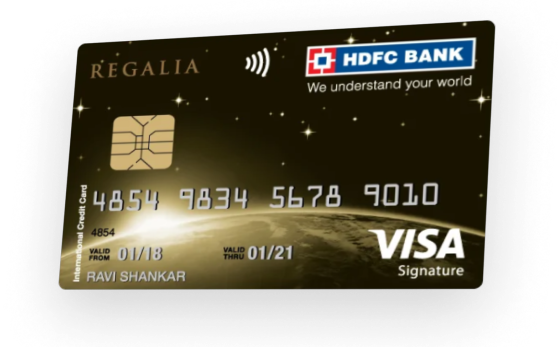 REGALIA
HDFC BANK
We understand your world
International Credit Card
4854 9834 5678 9010
4854
VALID FROM 01/18 VALID THRU 01/21
RAVI SHANKAR
VISA
Signature